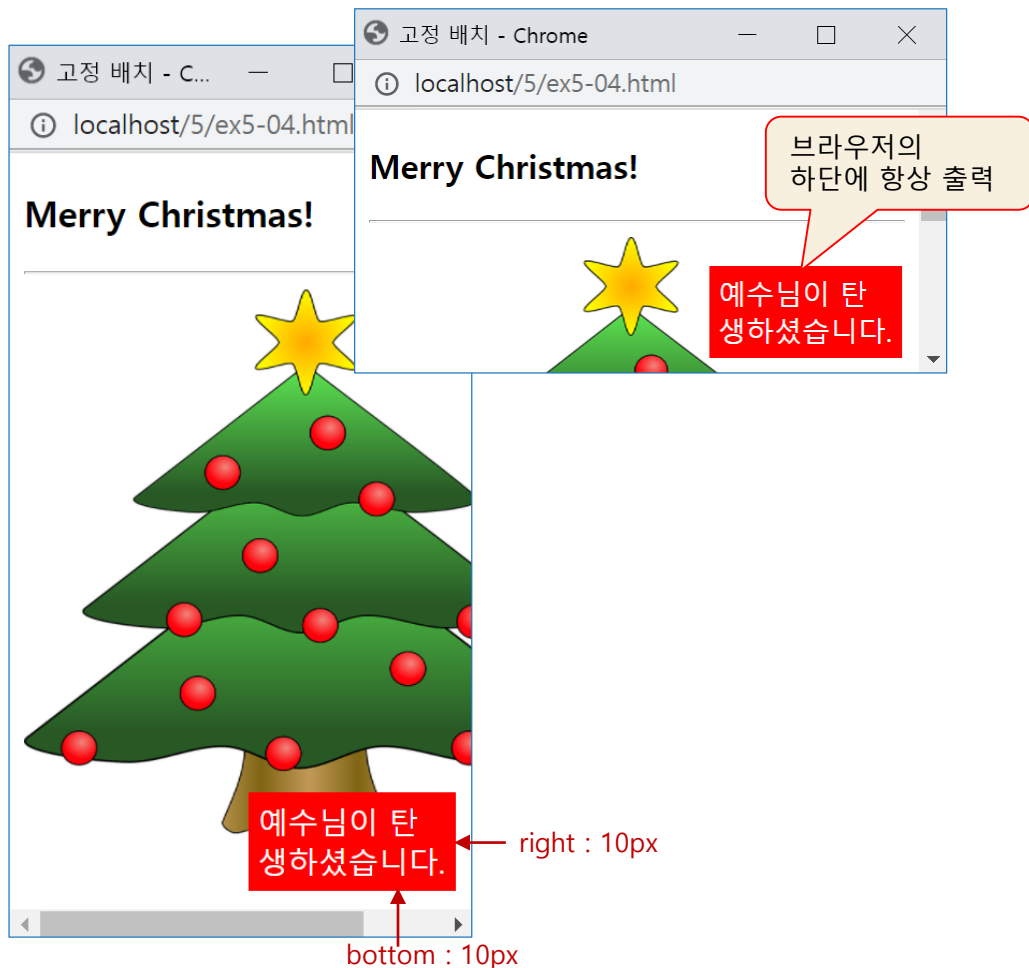 고정 배치 - C...
localhost/5/ex5-04.html
Merry Christmas!
예수님이 탄
생하셨습니다.
right : 10px
bottom : 10px
고정 배치 - Chrome
localhost/5/ex5-04.html
Merry Christmas!
브라우저의
하단에 항상 출력
예수님이 탄
생하셨습니다.